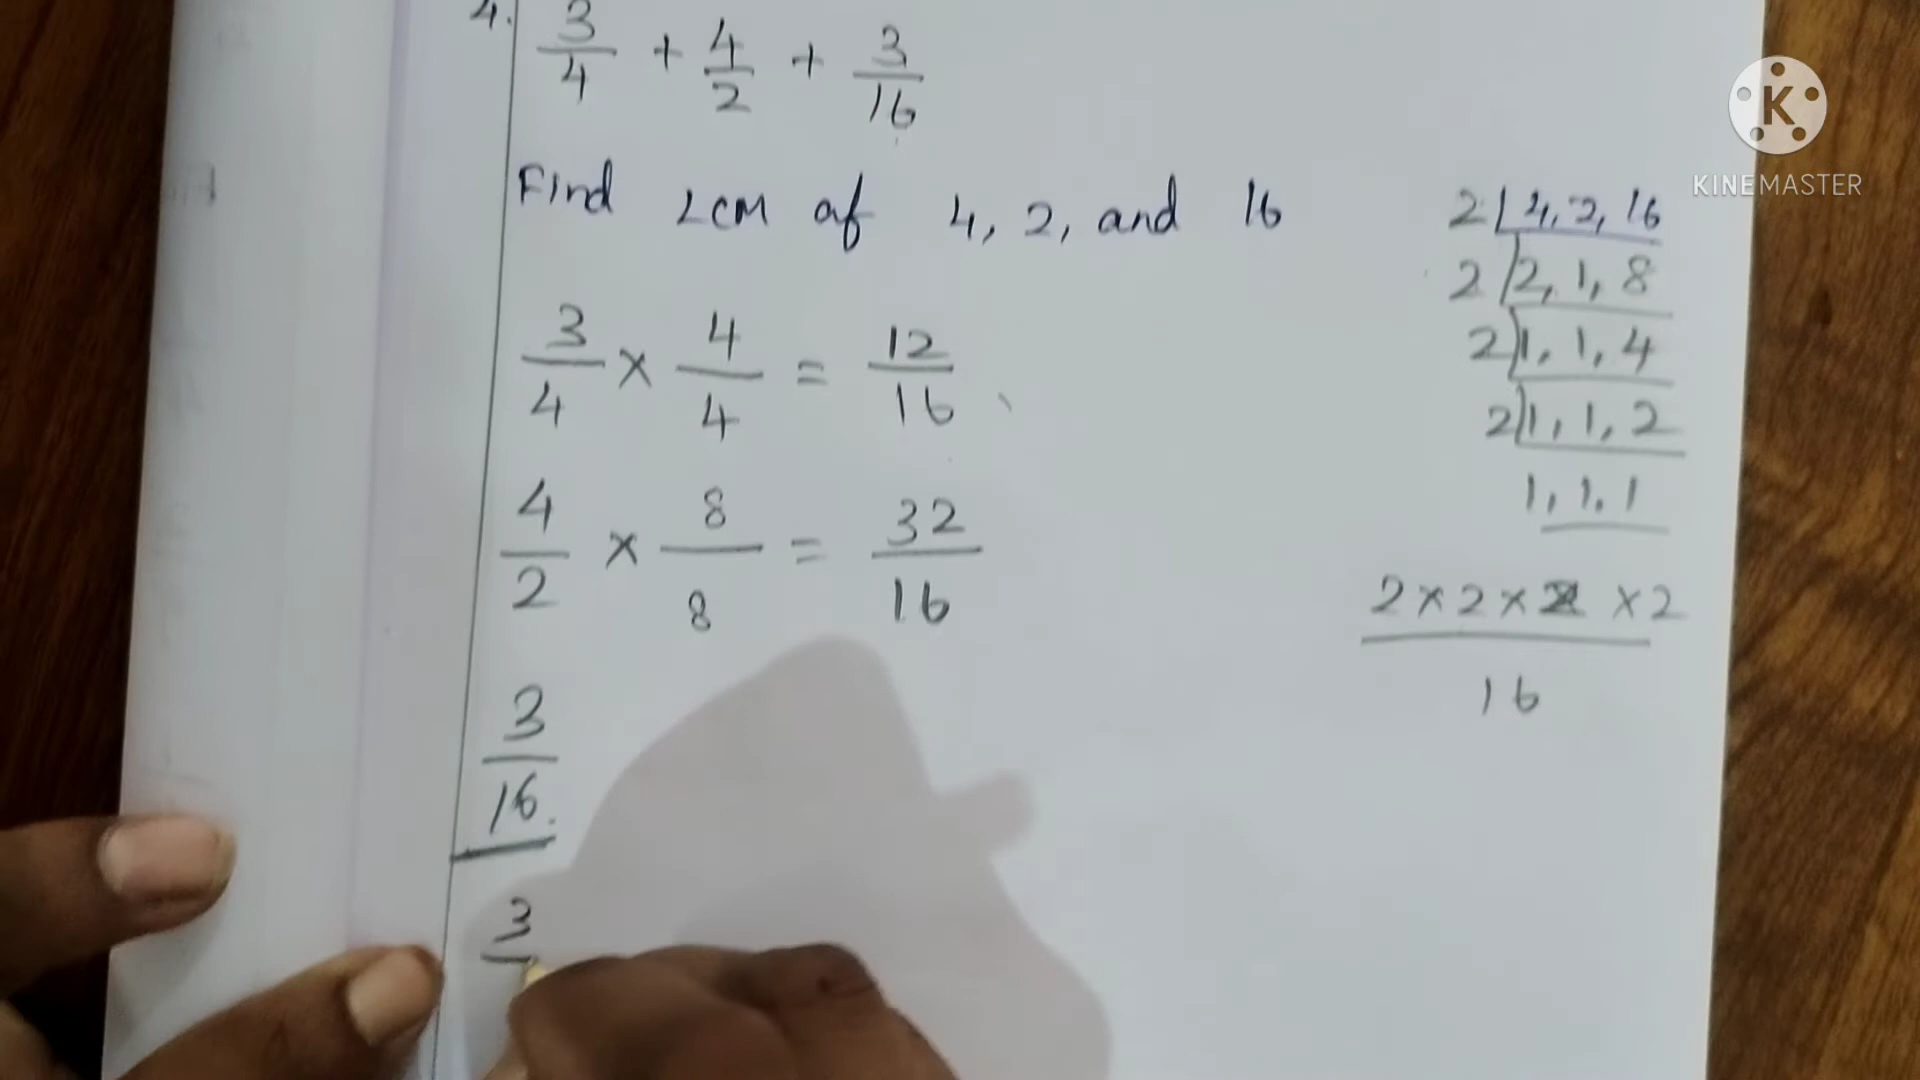 4. 3/4 + 4/2 + 3/16
Find LCM of 4, 2, and 16
3/4 × 4/4 = 12/16
4/2 × 8/8 = 32/16
3/16.
3
2 | 4, 2, 16
2 | 2, 1, 8
2 | 1, 1, 4
2 | 1, 1, 2
1, 1, 1
2 × 2 × 2 × 2
16
K
KINEMASTER